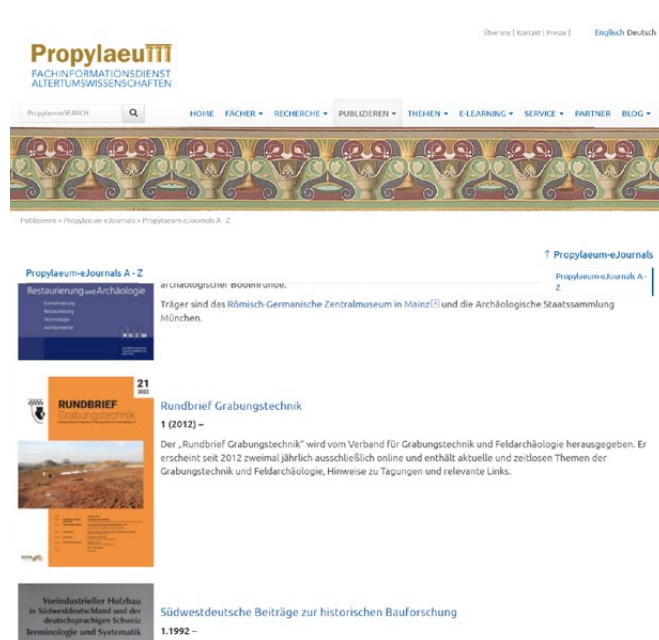 Über uns | Kontakt | Presse |
Englisch Deutsch
Propylaeum
FACHINFORMATIONSDIENST
ALTERTUMSWISSENSCHAFTEN
PropylaeumSEARCH
HOME FÄCHER RECHERCHE PUBLIZIEREN THEMEN E-LEARNING SERVICE PARTNER BLOG
Publizieren » Propylaeum-eJournals » Propylaeum-eJournals A - Z
↑ Propylaeum-eJournals
Propylaeum-eJournals A - Z
Propylaeum-eJournals A -
Z
archäologischer Bodenfunde.
Restaurierung und Archäologie
Konservierung
Restaurierung
Technologie
Archäometrie
RGZM
Träger sind das Römisch-Germanische Zentralmuseum in Mainz und die Archäologische Staatssammlung
München.
21
2022
RUNDBRIEF
Grabungstechnik
Rundbrief Grabungstechnik
1 (2012) –
Der „Rundbrief Grabungstechnik" wird vom Verband für Grabungstechnik und Feldarchäologie herausgegeben. Er
erscheint seit 2012 zweimal jährlich ausschließlich online und enthält aktuelle und zeitlosen Themen der
Grabungstechnik und Feldarchäologie, Hinweise zu Tagungen und relevante Links.
Vorindustrieller Holzbau
in Südwestdeutschland und der
deutschsprachigen Schweiz
Terminologie und Systematik
Südwestdeutsche Beiträge zur historischen Bauforschung
1.1992 –